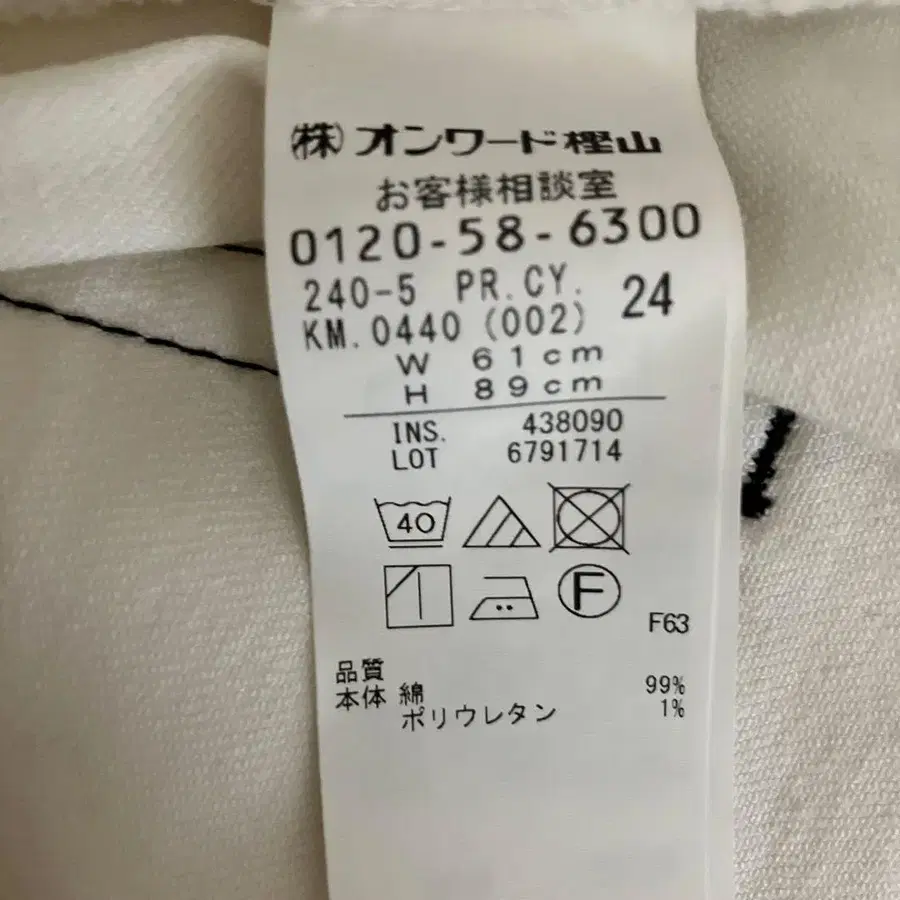 (株)オンワード樫山
お客様相談室
0120-58-6300
240-5 PR.CY. 24
KM.0440 (002)
W 61cm
H 89cm
INS. 438090
LOT 6791714
40
F
F63
品質
本体 綿 99%
ポリウレタン 1%